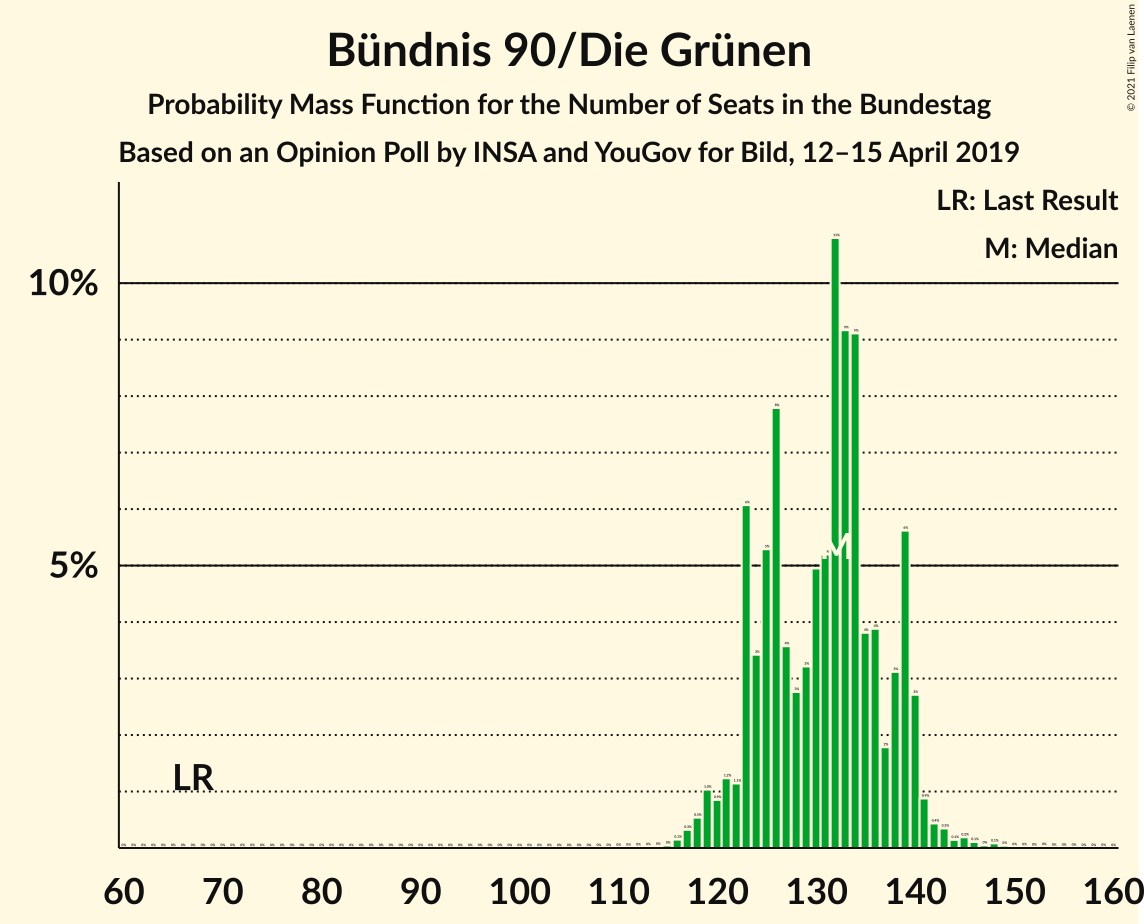 Bündnis 90/Die Grünen
Probability Mass Function for the Number of Seats in the Bundestag
Based on an Opinion Poll by INSA and YouGov for Bild, 12–15 April 2019
© 2021 Filip van Laenen
LR: Last Result
M: Median
10%
5%
M
LR
60 70 80 90 100 110 120 130 140 150 160